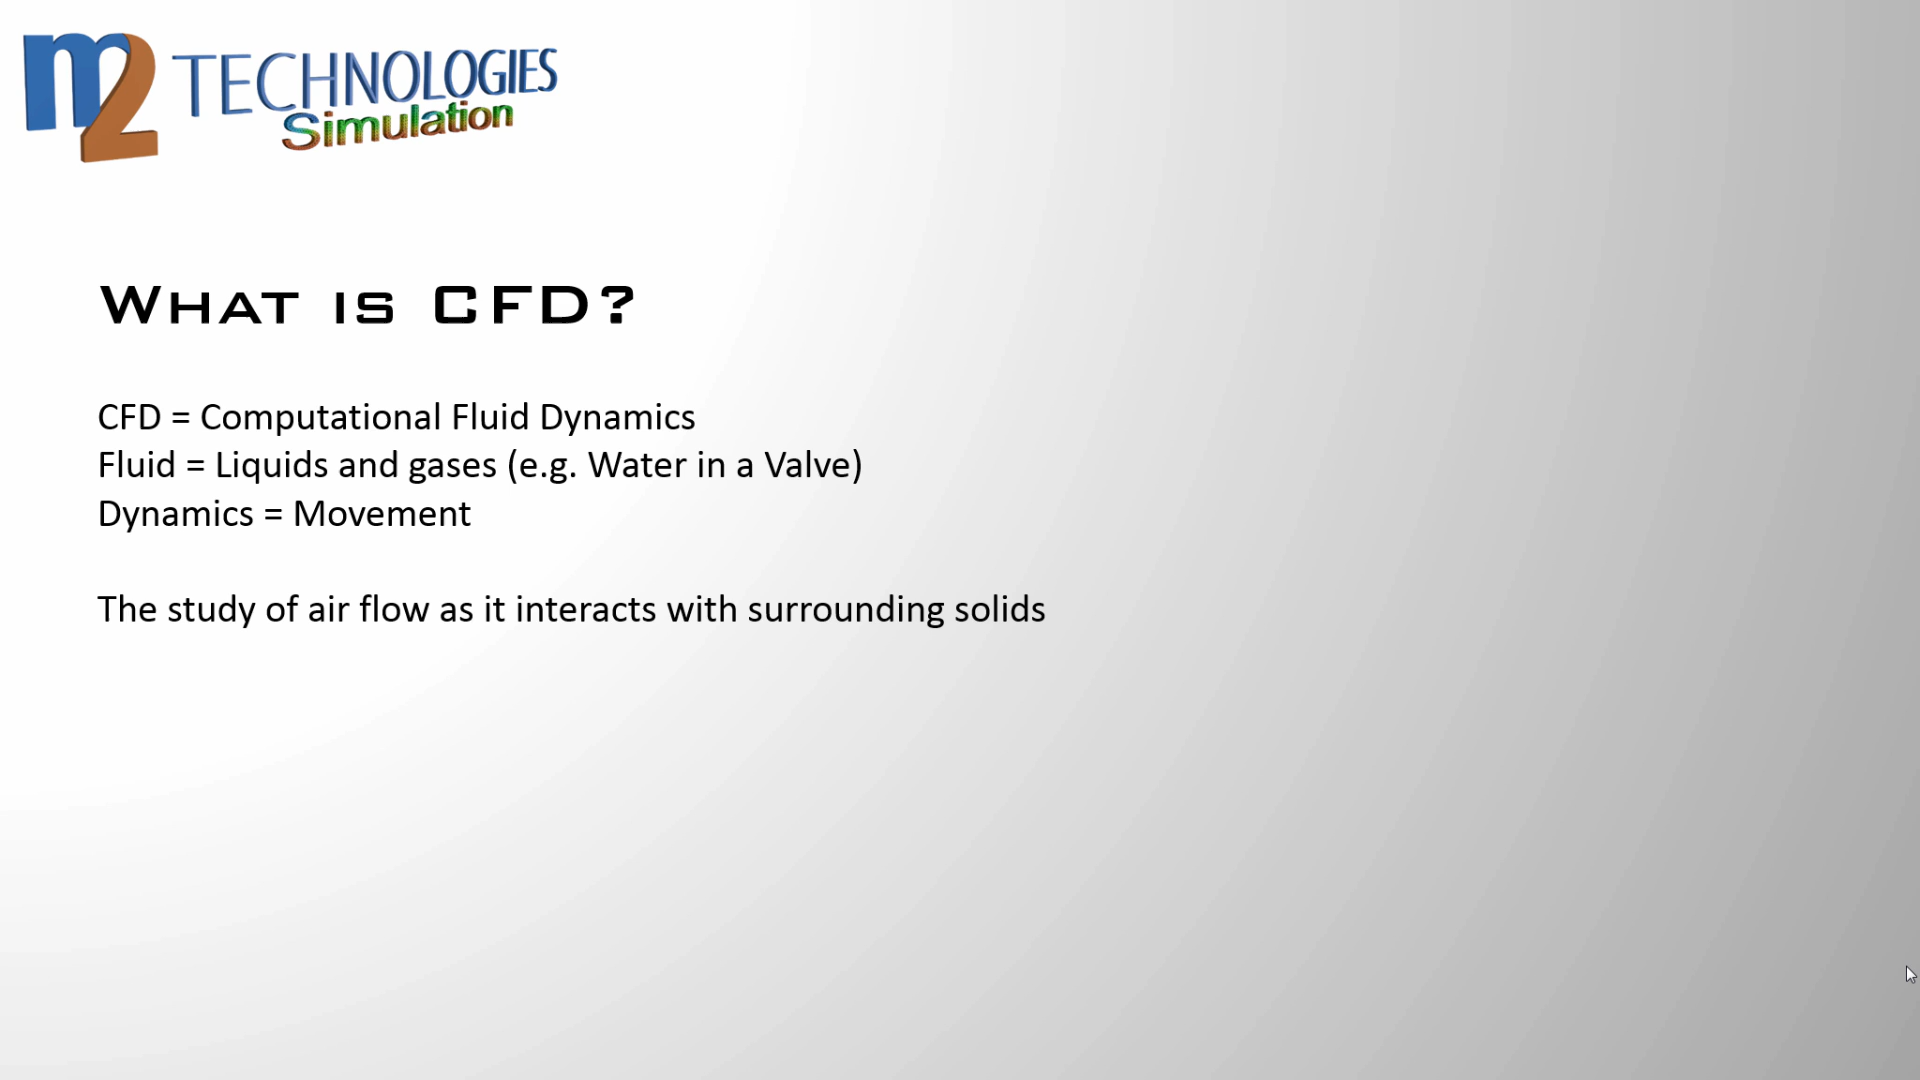 m2 TECHNOLOGIES
Simulation
What is CFD?
CFD = Computational Fluid Dynamics
Fluid = Liquids and gases (e.g. Water in a Valve)
Dynamics = Movement
The study of air flow as it interacts with surrounding solids